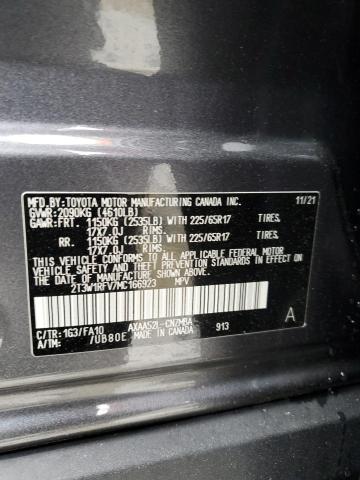 MFD.BY:TOYOTA MOTOR MANUFACTURING CANADA INC. 11/21
GVWR:2090KG (4610LB)
GAWR:FRT. 1150KG (2535LB) WITH 225/65R17 TIRES.
17X7.0J RIMS.
RR. 1150KG (2535LB) WITH 225/65R17 TIRES.
17X7.0J RIMS.
THIS VEHICLE CONFORMS TO ALL APPLICABLE FEDERAL MOTOR
VEHICLE SAFETY AND THEFT PREVENTION STANDARDS IN EFFECT ON
THE DATE OF MANUFACTURE SHOWN ABOVE.
2T3W1RFV7MC166923 MPV
A
C/TR:1G3/FA10 AXAA52L-CNZMBA 913
A/TM: /UB80E MADE IN CANADA